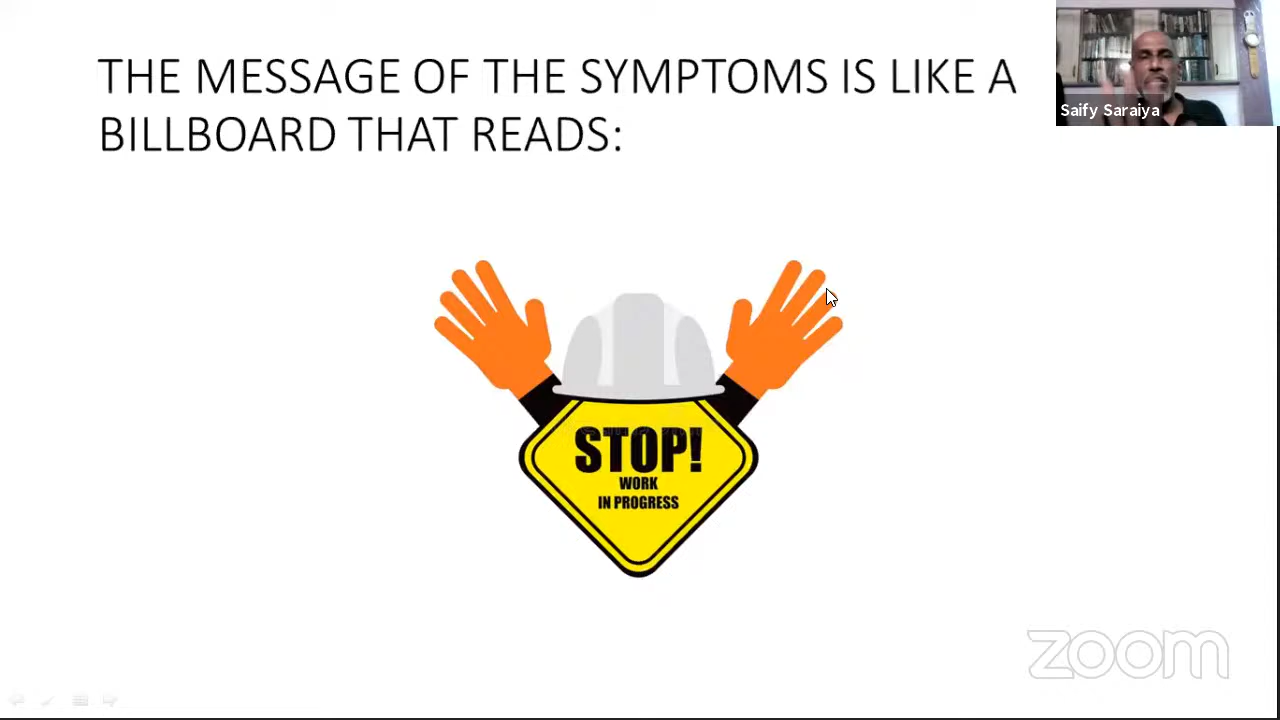 THE MESSAGE OF THE SYMPTOMS IS LIKE A
BILLBOARD THAT READS:
Saify Saraiya
STOP!
WORK
IN PROGRESS
zoom